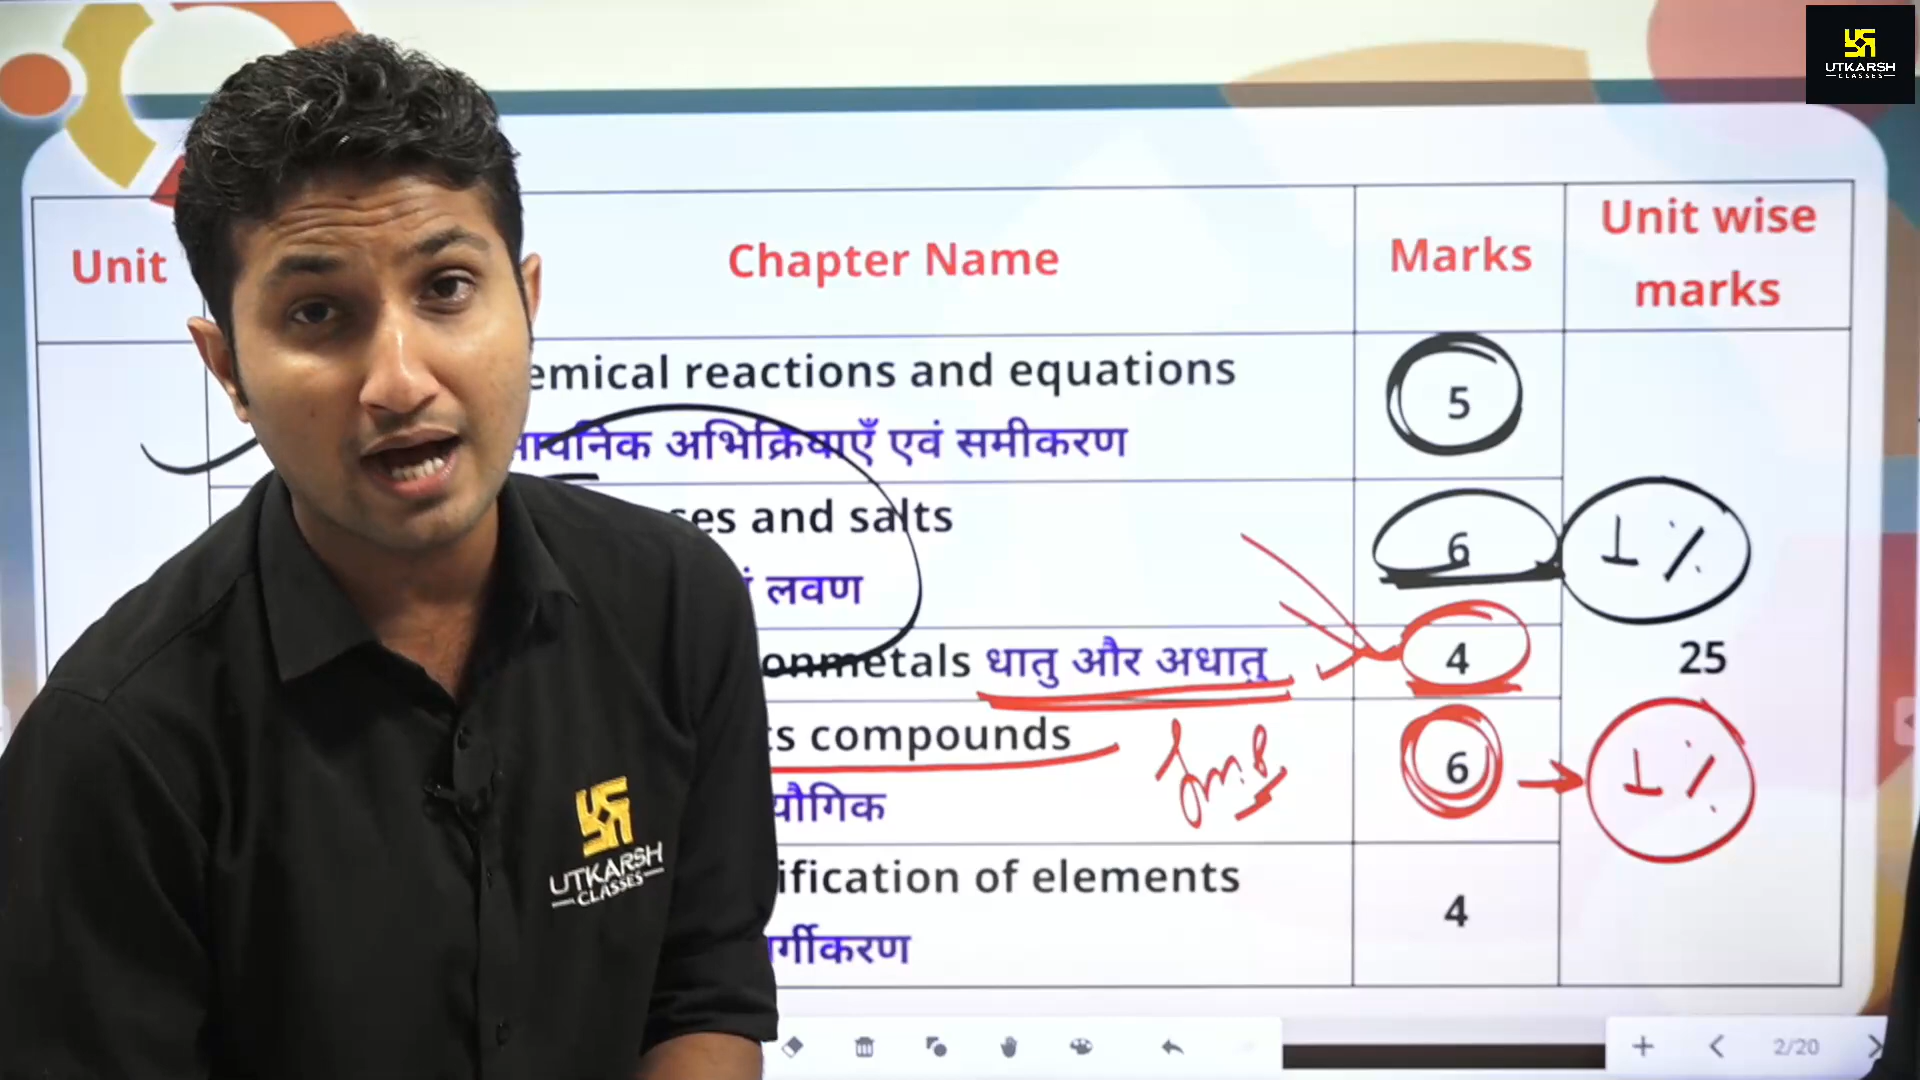 UTKARSH
CLASSES
Unit
Chapter Name
Marks
Unit wise
marks
emical reactions and equations
5
अभिक्रियाएँ एवं समीकरण
ses and salts
6
1 %
लवण
onmetals धातु और अधातु
4
25
ts compounds
6
1 %
यौगिक
ification of elements
4
र्गीकरण
UTKARSH
CLASSES
2/20